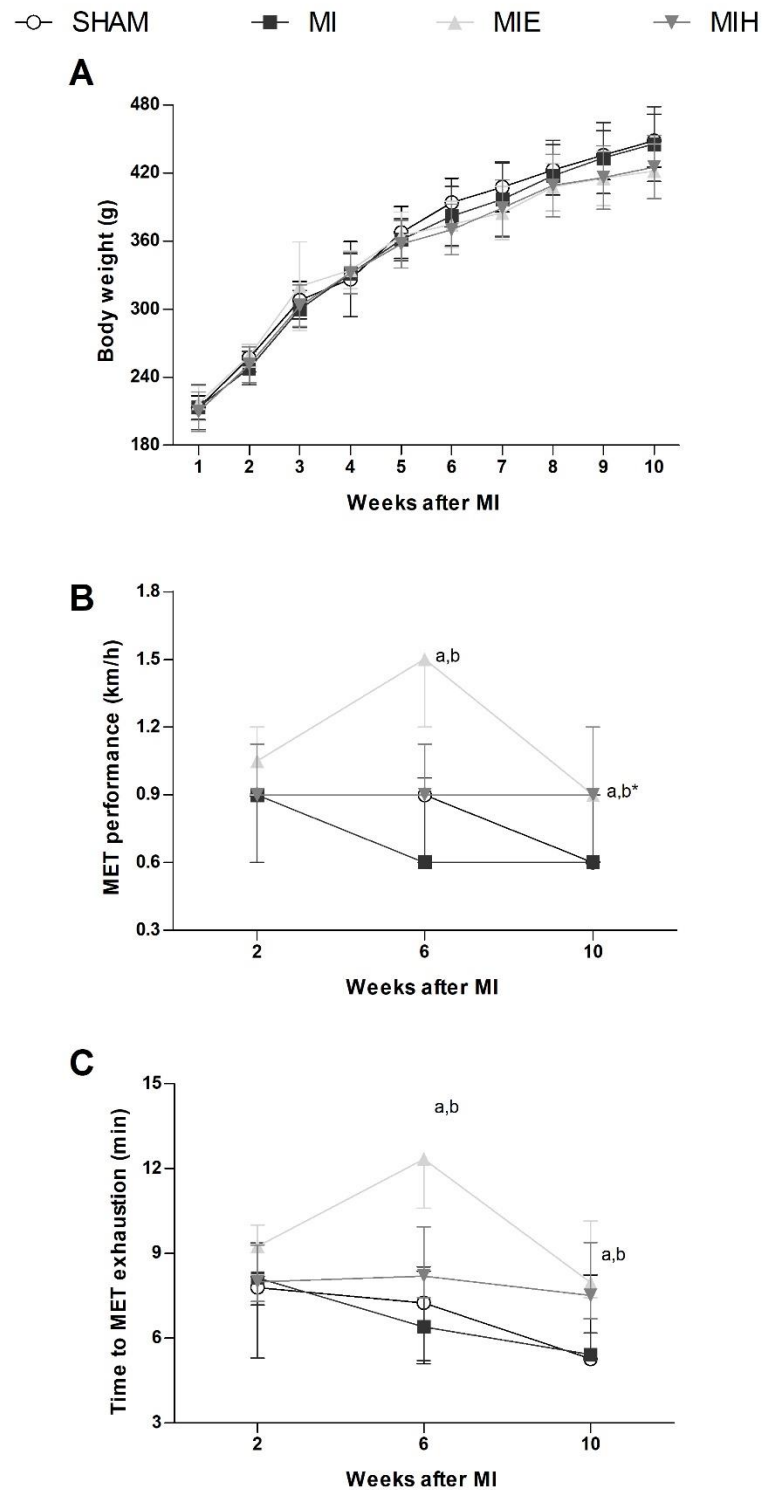 SHAM MI MIE MIH
A
480
420
360
300
240
180
Body weight (g)
1 2 3 4 5 6 7 8 9 10
Weeks after MI
B
1.8
1.5
1.2
0.9
0.6
0.3
MET performance (km/h)
a,b
a,b*
2 6 10
Weeks after MI
C
15
12
9
6
3
Time to MET exhaustion (min)
a,b
a,b
2 6 10
Weeks after MI